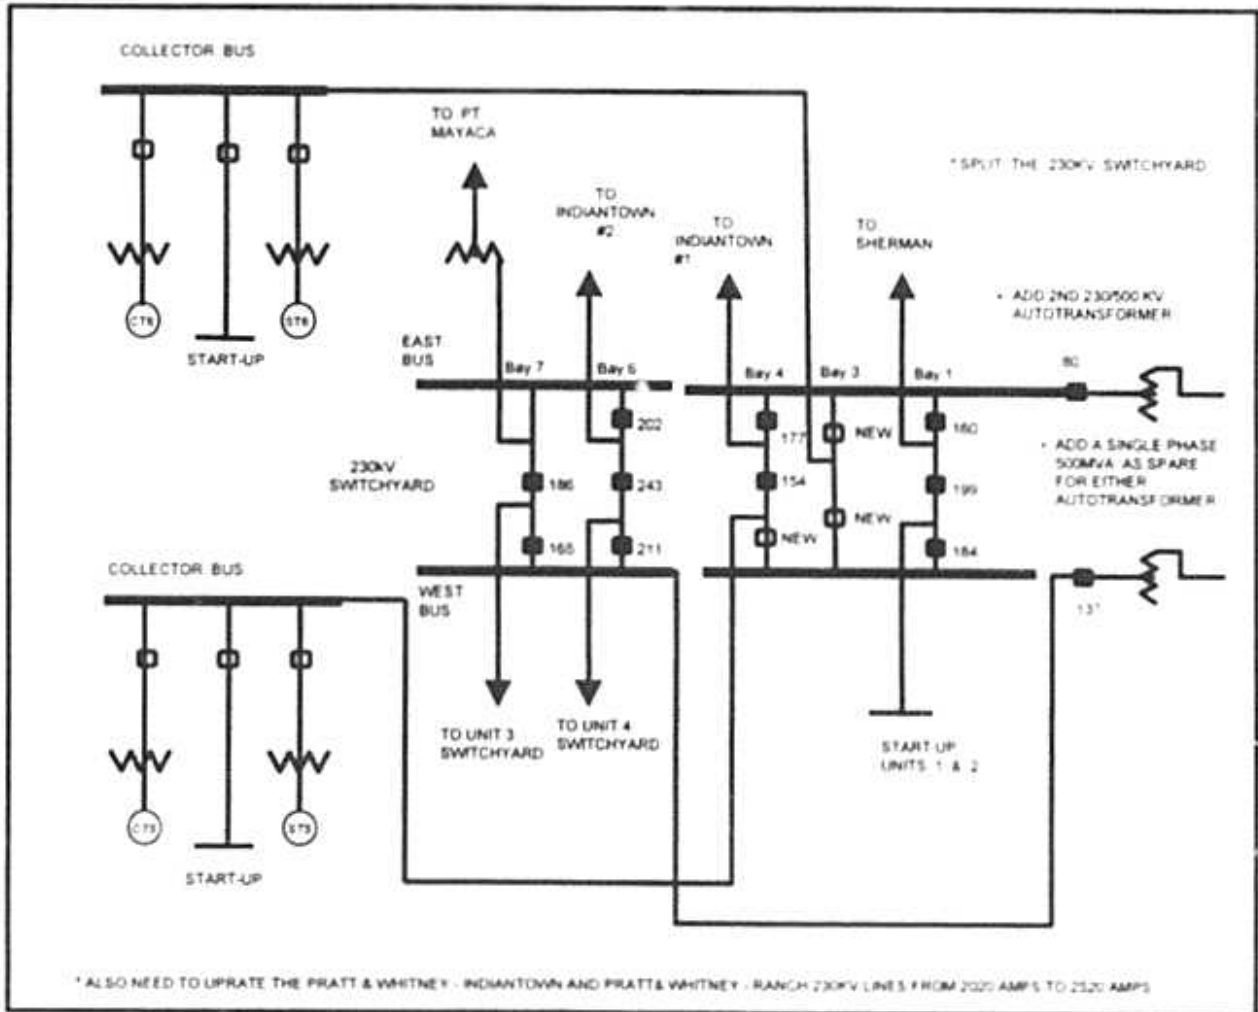 COLLECTOR BUS
TO PT
MAYACA
* SPLIT THE 230KV SWITCHYARD
TO
INDIANTOWN
#2
TO
INDIANTOWN
#1
TO
SHERMAN
• ADD 2ND 230/500 KV
AUTOTRANSFORMER
CT6
ST6
START-UP
EAST
BUS
Bay 7
Bay 6
Bay 4
Bay 3
Bay 1
80
202
177
NEW
160
• ADD A SINGLE PHASE
500MVA AS SPARE
FOR EITHER
AUTOTRANSFORMER
230kV
SWITCHYARD
186
243
154
199
NEW
165
211
NEW
184
COLLECTOR BUS
WEST
BUS
TO UNIT 3
SWITCHYARD
TO UNIT 4
SWITCHYARD
START-UP
UNITS 1 & 2
CT5
ST5
START-UP
* ALSO NEED TO UPRATE THE PRATT & WHITNEY - INDIANTOWN AND PRATT& WHITNEY - RANCH 230KV LINES FROM 2020 AMPS TO 2520 AMPS